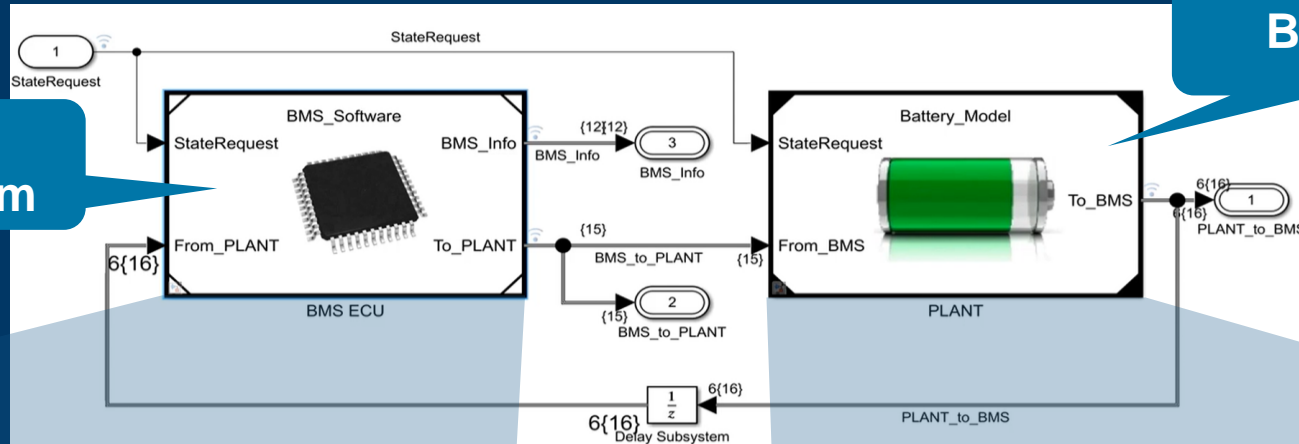 B
StateRequest
1
StateRequest
BMS_Software
StateRequest
BMS_Info
BMS_Info
3
BMS_Info
Battery_Model
StateRequest
m
To_BMS
6{16}
6{16}
1
PLANT_to_BMS
From_PLANT
6{16}
To_PLANT
{15}
BMS_to_PLANT
{15}
From_BMS
2
{15}
BMS_to_PLANT
BMS ECU
PLANT
1
z
6{16}
6{16}
Delay Subsystem
PLANT_to_BMS